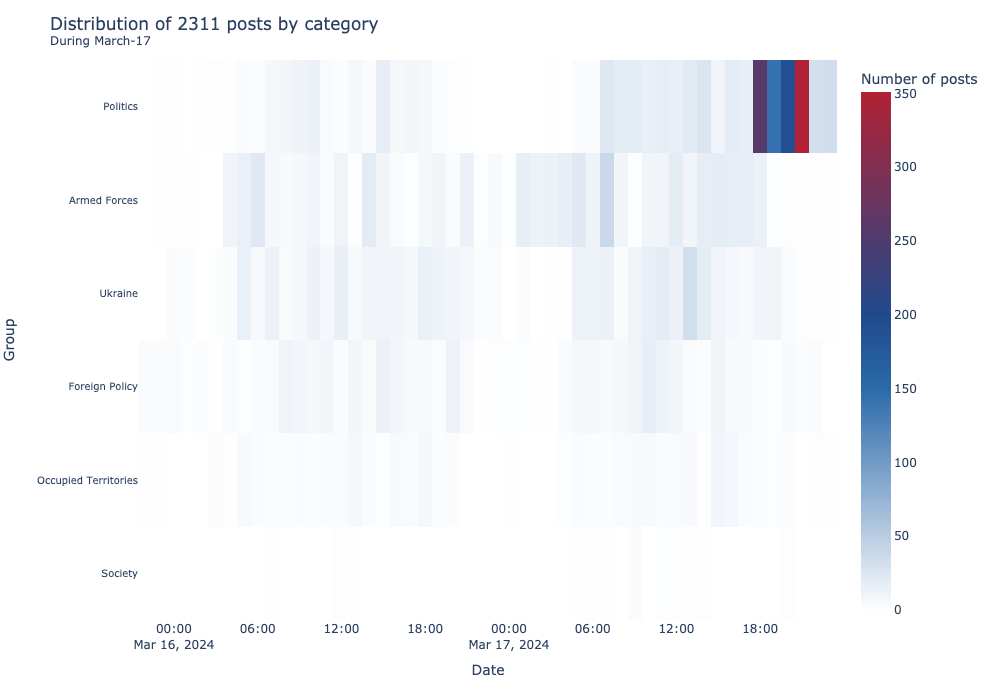 Distribution of 2311 posts by category
During March-17
Number of posts
350
300
250
200
150
100
50
0
Group
Politics
Armed Forces
Ukraine
Foreign Policy
Occupied Territories
Society
00:00 06:00 12:00 18:00 00:00 06:00 12:00 18:00
Mar 16, 2024 Mar 17, 2024
Date